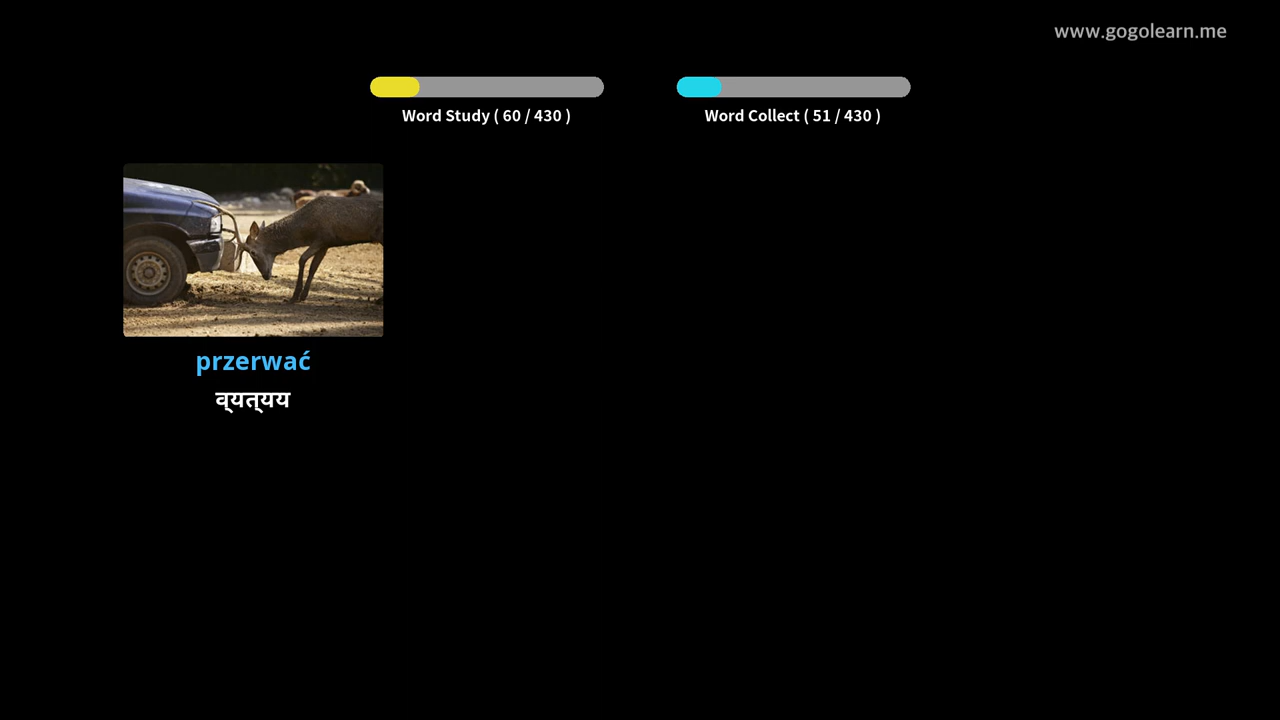 www.gogolearn.me
Word Study ( 60 / 430 )
Word Collect ( 51 / 430 )
przerwać
व्यत्यय